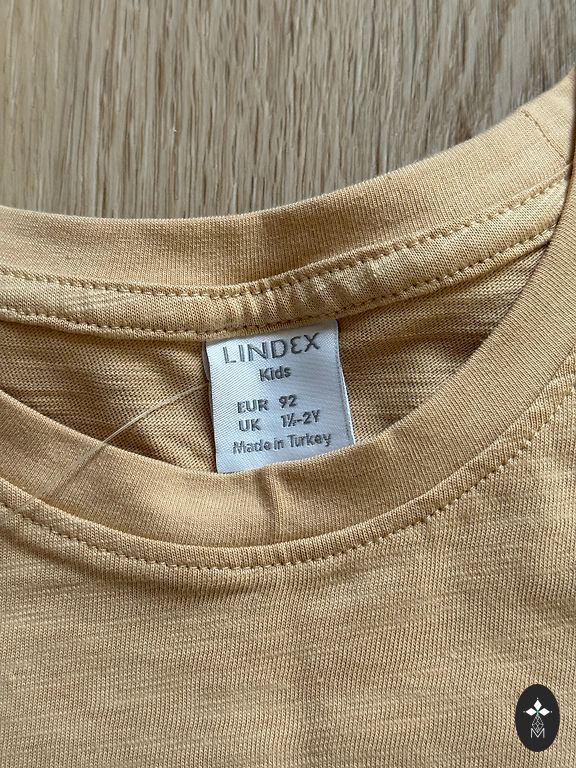 LINDEX
Kids
EUR 92
UK 1½-2Y
Made in Turkey
M